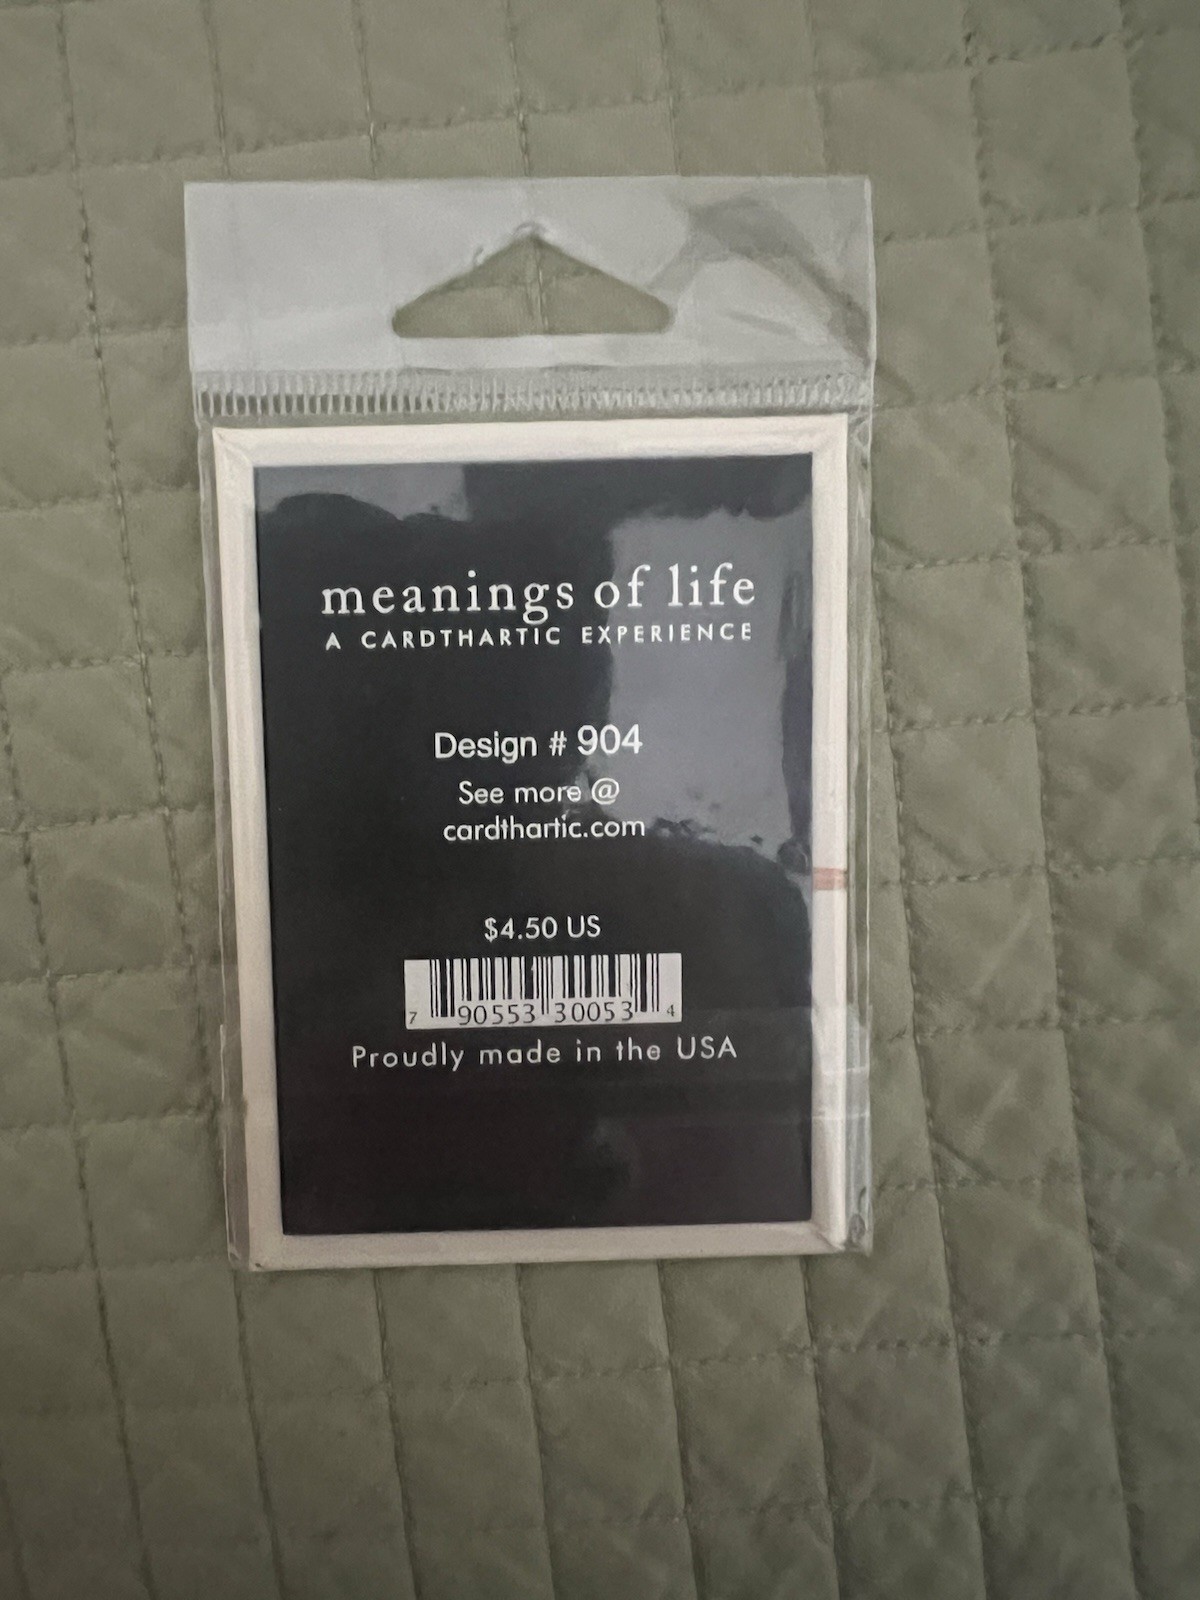 meanings of life
A CARDTHARTIC EXPERIENCE
Design # 904
See more @
cardthartic.com
$4.50 US
7 90553 30053 4
Proudly made in the USA